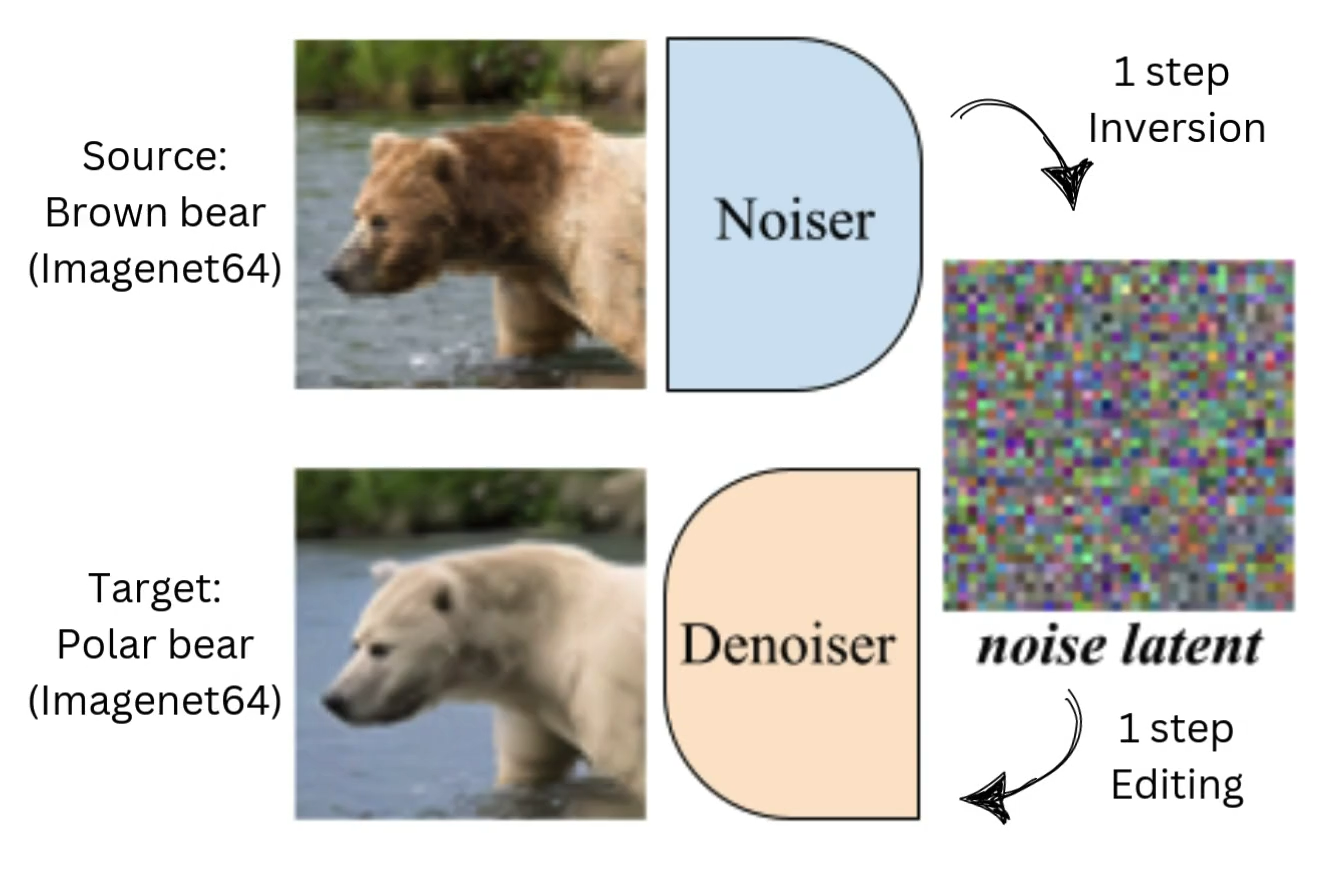 Source:
Brown bear
(Imagenet64)
Noiser
1 step
Inversion
noise latent
Target:
Polar bear
(Imagenet64)
Denoiser
1 step
Editing